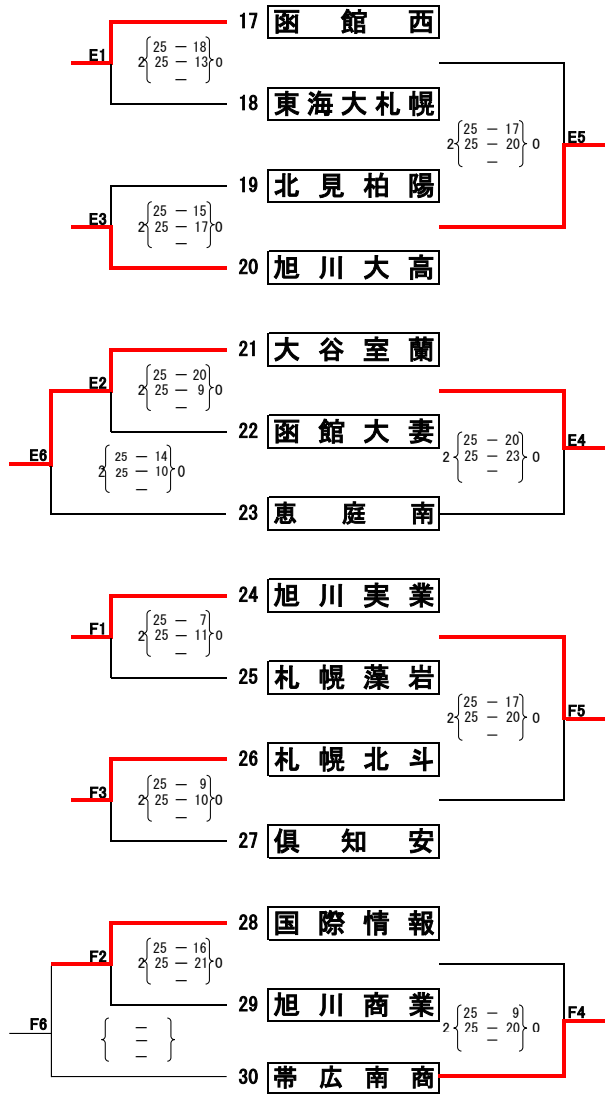 17 函館西
E1
2 25 － 18 0
25 － 13
－
18 東海大札幌
2 25 － 17 0
25 － 20
－
E5
19 北見柏陽
E3
2 25 － 15 0
25 － 17
－
20 旭川大高
21 大谷室蘭
E2
2 25 － 20 0
25 － 9
－
22 函館大妻
2 25 － 20 0
25 － 23
－
E4
E6
2 25 － 14 0
25 － 10
－
23 恵庭南
24 旭川実業
F1
2 25 － 7 0
25 － 11
－
25 札幌藻岩
2 25 － 17 0
25 － 20
－
F5
26 札幌北斗
F3
2 25 － 9 0
25 － 10
－
27 倶知安
28 国際情報
F2
2 25 － 16 0
25 － 21
－
29 旭川商業
2 25 － 9 0
25 － 20
－
F4
F6
－
－
－
30 帯広南商